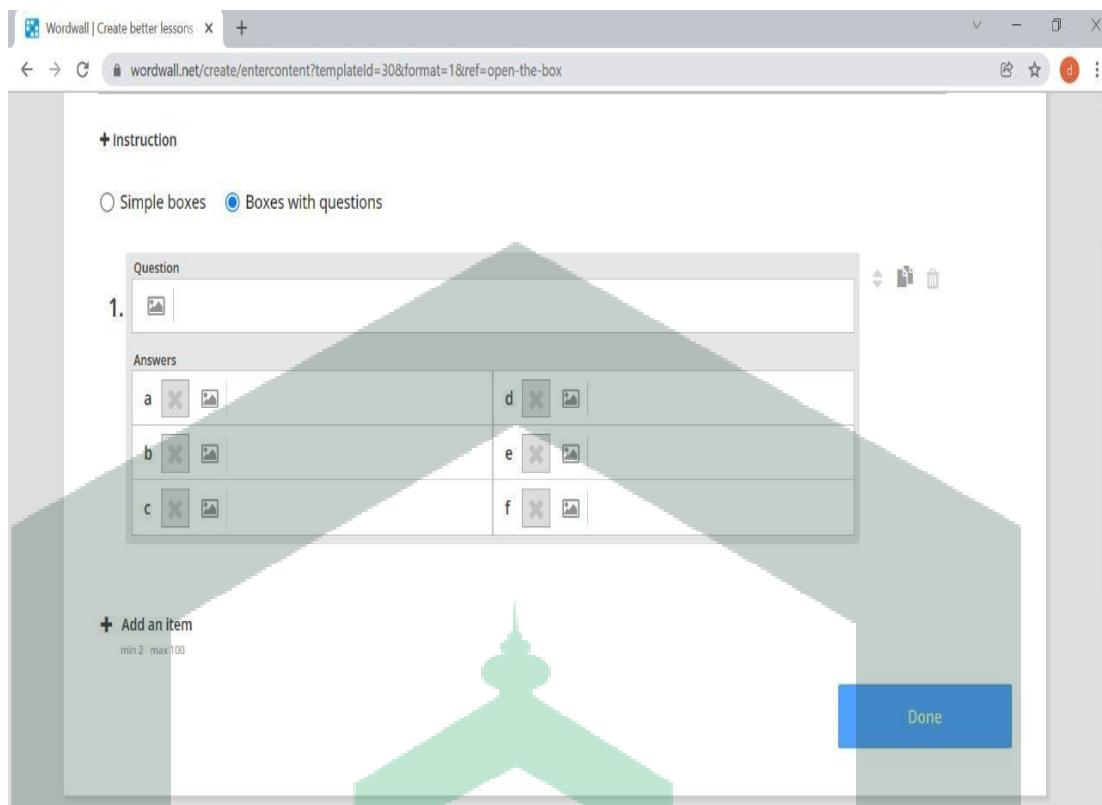 Wordwall | Create better lessons
wordwall.net/create/entercontent?templateId=30&format=1&ref=open-the-box
d
Instruction
Simple boxes Boxes with questions
Question
1.
Answers
a d
b e
c f
Add an item
min 2 max 100
Done